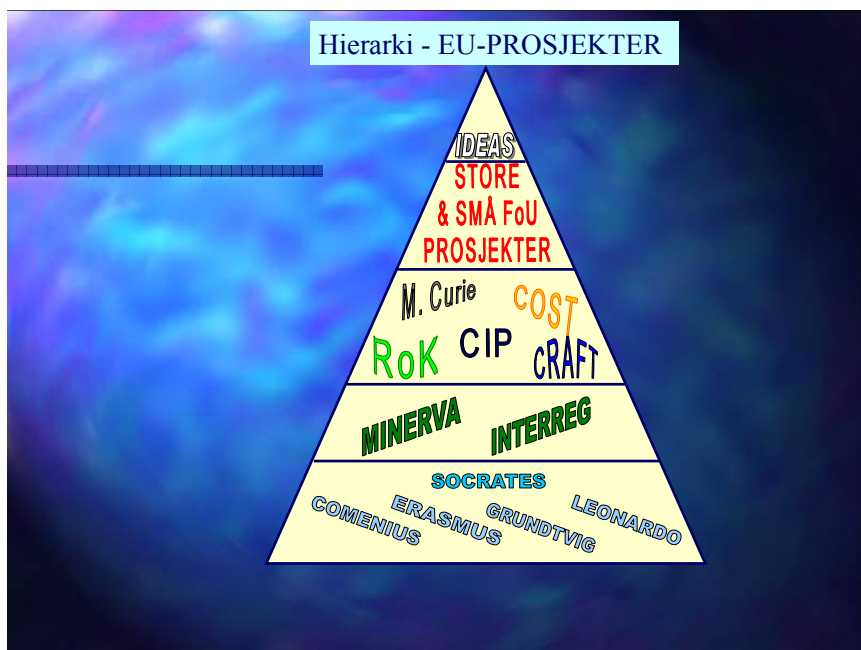 Hierarki - EU-PROSJEKTER
IDEAS
STORE
& SMÅ FoU
PROSJEKTER
M. Curie COST
RoK CIP CRAFT
MINERVA INTERREG
SOCRATES
COMENIUS ERASMUS GRUNDTVIG LEONARDO